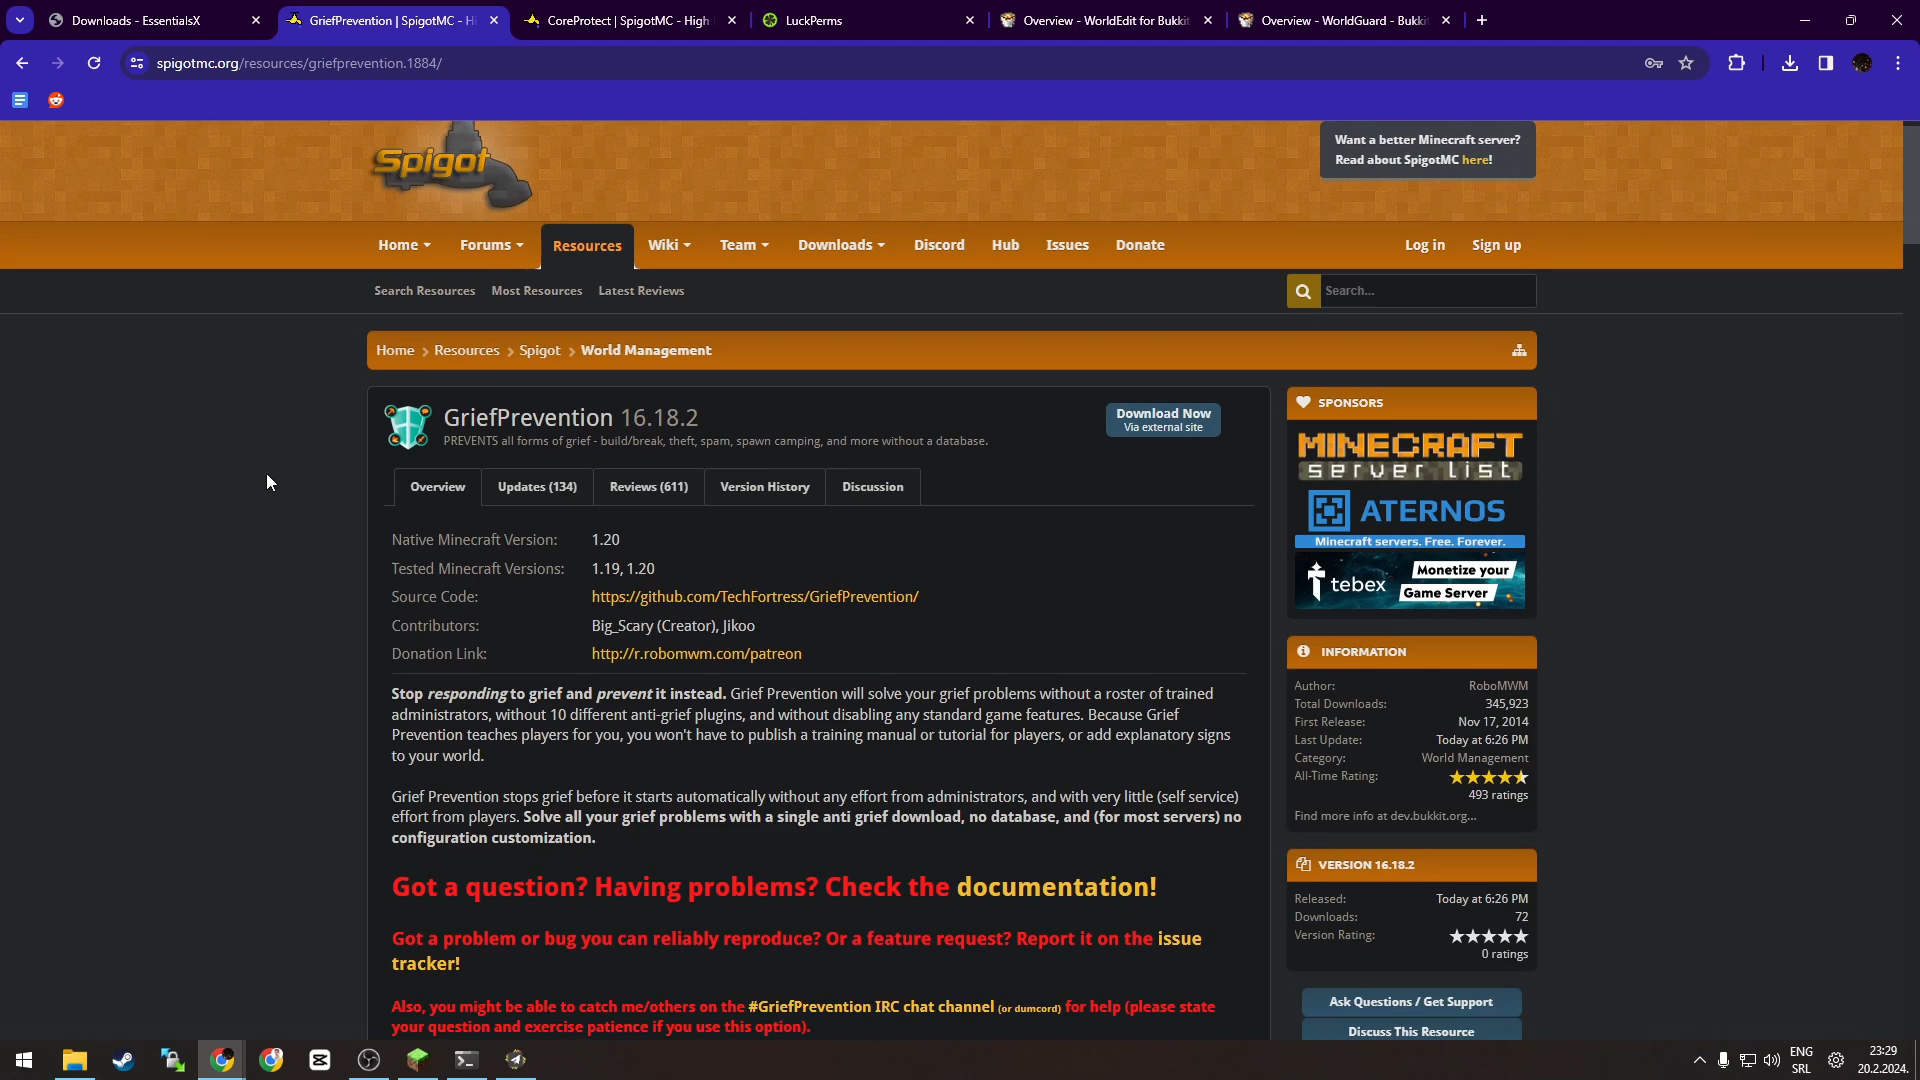 Downloads - EssentialsX
GriefPrevention | SpigotMC - Hi
CoreProtect | SpigotMC - High
LuckPerms
Overview - WorldEdit for Bukkit
Overview - WorldGuard - Bukki
spigotmc.org/resources/griefprevention.1884/
Spigot
Want a better Minecraft server?
Read about SpigotMC here!
Home
Forums
Resources
Wiki
Team
Downloads
Discord
Hub
Issues
Donate
Log in
Sign up
Search Resources
Most Resources
Latest Reviews
Search...
Home
Resources
Spigot
World Management
GriefPrevention 16.18.2
PREVENTS all forms of grief - build/break, theft, spam, spawn camping, and more without a database.
Download Now
Via external site
Overview
Updates (134)
Reviews (611)
Version History
Discussion
Native Minecraft Version: 1.20
Tested Minecraft Versions: 1.19, 1.20
Source Code: https://github.com/TechFortress/GriefPrevention/
Contributors: Big_Scary (Creator), Jikoo
Donation Link: http://r.robomwm.com/patreon
Stop responding to grief and prevent it instead. Grief Prevention will solve your grief problems without a roster of trained
administrators, without 10 different anti-grief plugins, and without disabling any standard game features. Because Grief
Prevention teaches players for you, you won't have to publish a training manual or tutorial for players, or add explanatory signs
to your world.
Grief Prevention stops grief before it starts automatically without any effort from administrators, and with very little (self service)
effort from players. Solve all your grief problems with a single anti grief download, no database, and (for most servers) no
configuration customization.
Got a question? Having problems? Check the documentation!
Got a problem or bug you can reliably reproduce? Or a feature request? Report it on the issue
tracker!
Also, you might be able to catch me/others on the #GriefPrevention IRC chat channel (or dumcord) for help (please state
your question and exercise patience if you use this option).
SPONSORS
MINECRAFT
server list
ATERNOS
Minecraft servers. Free. Forever.
tebex
Monetize your
Game Server
INFORMATION
Author: RoboMWM
Total Downloads: 345,923
First Release: Nov 17, 2014
Last Update: Today at 6:26 PM
Category: World Management
All-Time Rating:
493 ratings
Find more info at dev.bukkit.org...
VERSION 16.18.2
Released: Today at 6:26 PM
Downloads: 72
Version Rating:
0 ratings
Ask Questions / Get Support
Discuss This Resource
ENG
SRL
23:29
20.2.2024.